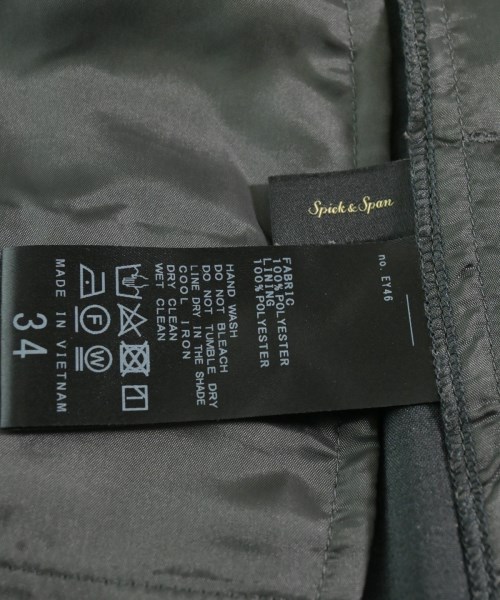 Spick & Span
no. EY46
FABRIC
100% POLYESTER
LINING
100% POLYESTER
HAND WASH
DO NOT BLEACH
DO NOT TUMBLE DRY
LINE DRY IN THE SHADE
COOL IRON
DRY CLEAN
WET CLEAN
F
W
MADE IN VIETNAM
34